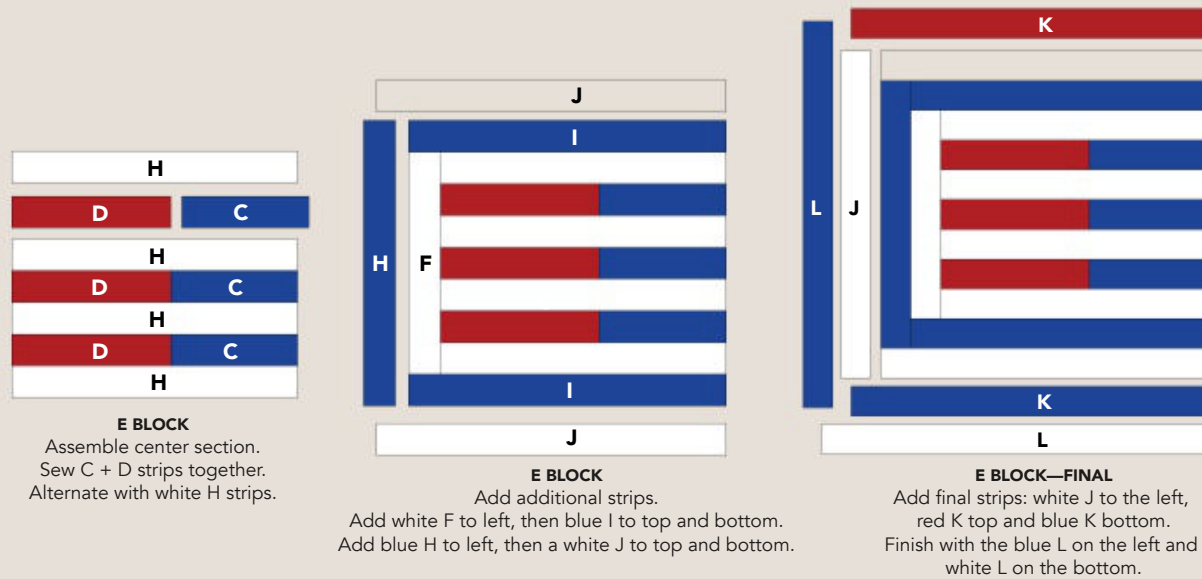 H
D C
H
D C
H
D C
H
E BLOCK
Assemble center section.
Sew C + D strips together.
Alternate with white H strips.
J
I
H F
I
J
E BLOCK
Add additional strips.
Add white F to left, then blue I to top and bottom.
Add blue H to left, then a white J to top and bottom.
K
L J
K
L
E BLOCK—FINAL
Add final strips: white J to the left,
red K top and blue K bottom.
Finish with the blue L on the left and
white L on the bottom.